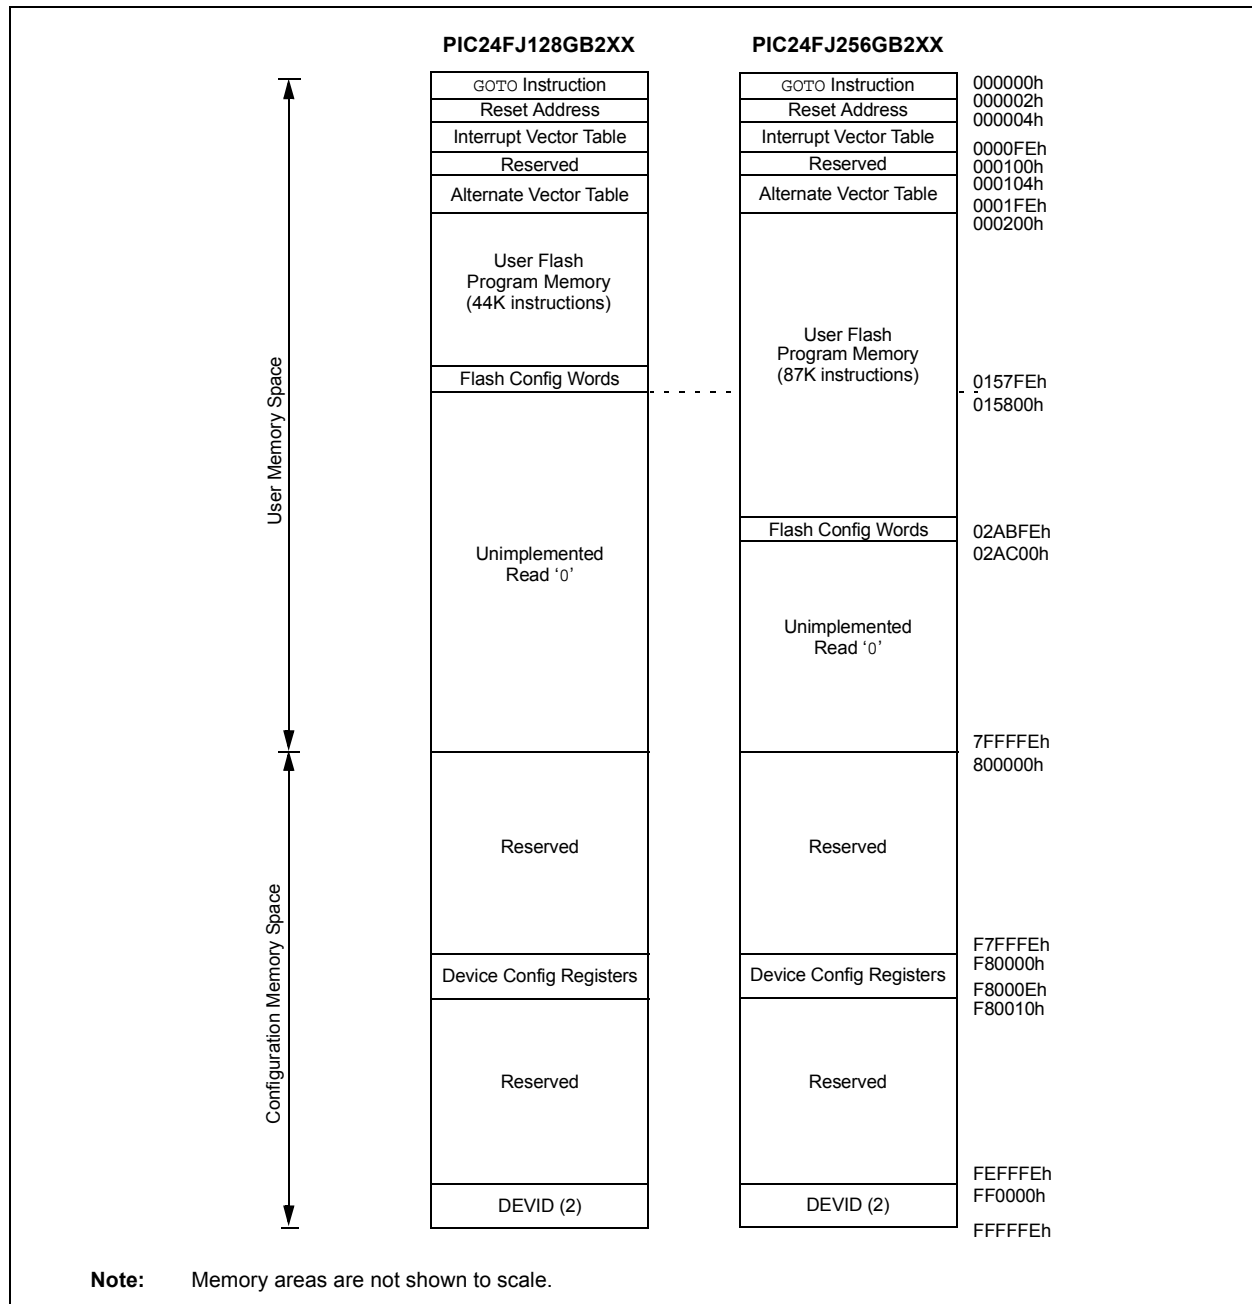 PIC24FJ128GB2XX
PIC24FJ256GB2XX
User Memory Space
Configuration Memory Space
GOTO Instruction
Reset Address
Interrupt Vector Table
Reserved
Alternate Vector Table
User Flash
Program Memory
(44K instructions)
Flash Config Words
Unimplemented
Read ‘0’
Reserved
Device Config Registers
Reserved
DEVID (2)
GOTO Instruction
Reset Address
Interrupt Vector Table
Reserved
Alternate Vector Table
User Flash
Program Memory
(87K instructions)
Flash Config Words
Unimplemented
Read ‘0’
Reserved
Device Config Registers
Reserved
DEVID (2)
000000h
000002h
000004h
0000FEh
000100h
000104h
0001FEh
000200h
0157FEh
015800h
02ABFEh
02AC00h
7FFFFEh
800000h
F7FFFEh
F80000h
F8000Eh
F80010h
FEFFFEh
FF0000h
FFFFFEh
Note: Memory areas are not shown to scale.